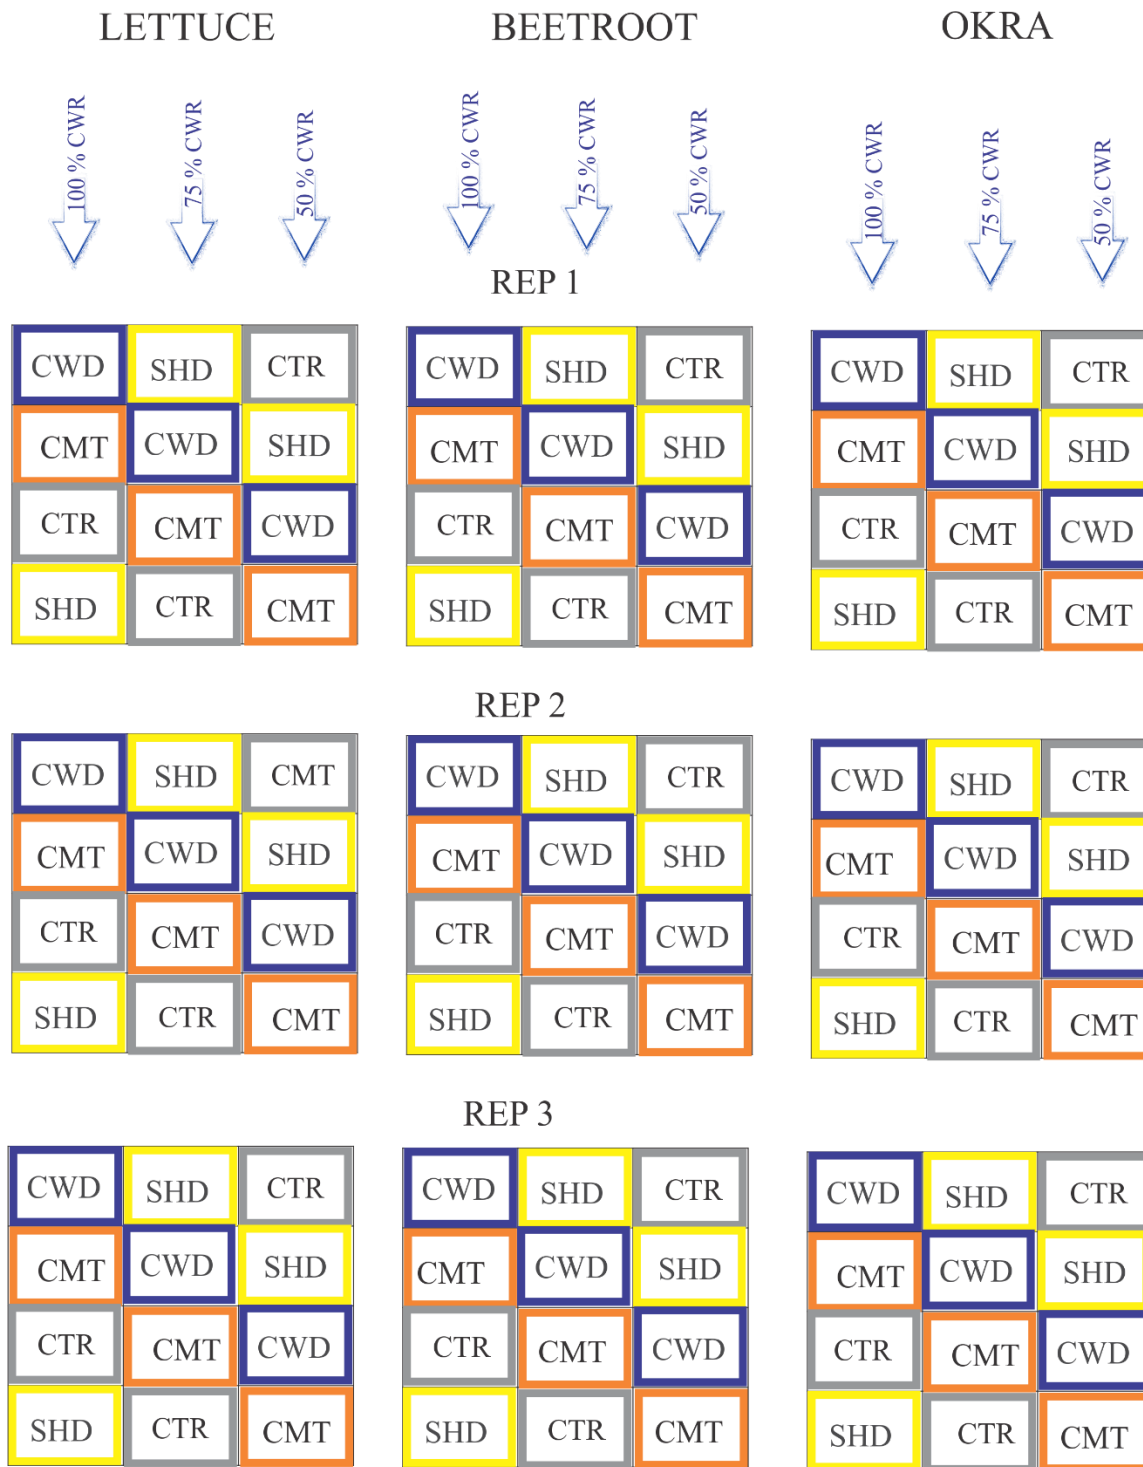 LETTUCE BEETROOT OKRA
100 % CWR 75 % CWR 50 % CWR 100 % CWR 75 % CWR 50 % CWR 100 % CWR 75 % CWR 50 % CWR
REP 1
CWD SHD CTR CWD SHD CTR CWD SHD CTR
CMT CWD SHD CMT CWD SHD CMT CWD SHD
CTR CMT CWD CTR CMT CWD CTR CMT CWD
SHD CTR CMT SHD CTR CMT SHD CTR CMT
REP 2
CWD SHD CMT CWD SHD CTR CWD SHD CTR
CMT CWD SHD CMT CWD SHD CMT CWD SHD
CTR CMT CWD CTR CMT CWD CTR CMT CWD
SHD CTR CMT SHD CTR CMT SHD CTR CMT
REP 3
CWD SHD CTR CWD SHD CTR CWD SHD CTR
CMT CWD SHD CMT CWD SHD CMT CWD SHD
CTR CMT CWD CTR CMT CWD CTR CMT CWD
SHD CTR CMT SHD CTR CMT SHD CTR CMT